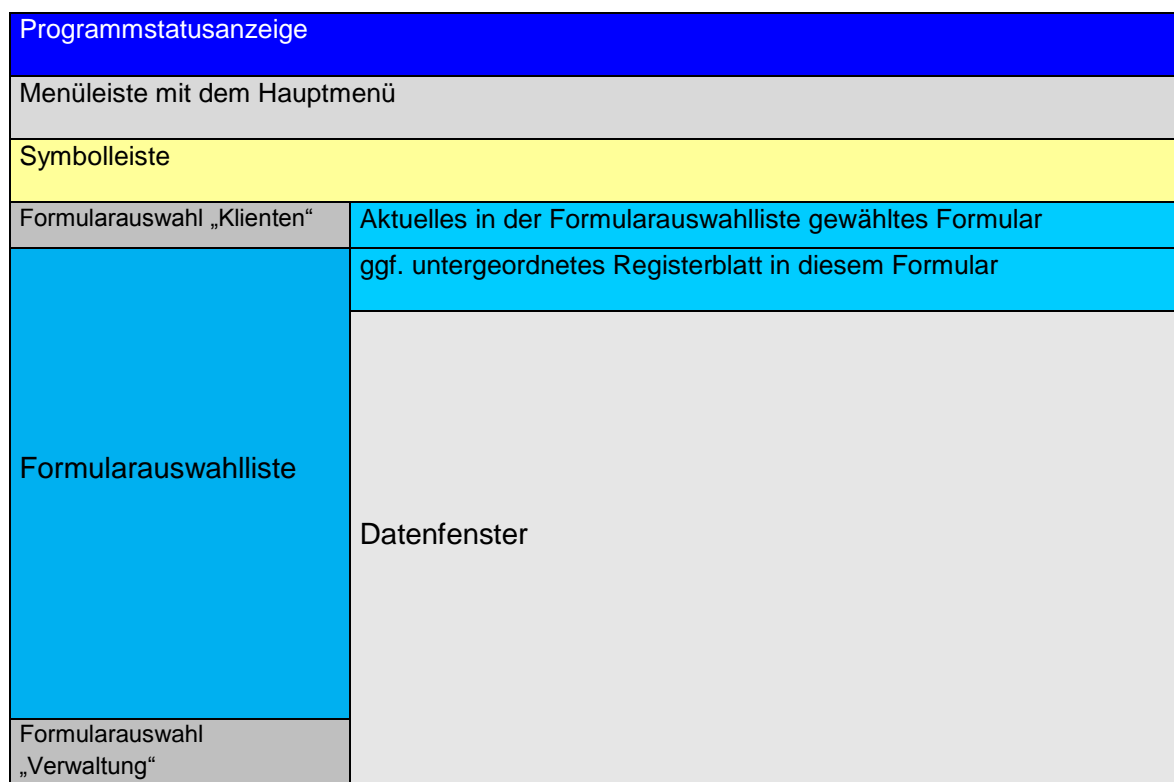 Programmstatusanzeige
Menüleiste mit dem Hauptmenü
Symbolleiste
Formularauswahl „Klienten“
Aktuelles in der Formularauswahlliste gewähltes Formular
ggf. untergeordnetes Registerblatt in diesem Formular
Formularauswahlliste
Datenfenster
Formularauswahl
„Verwaltung“